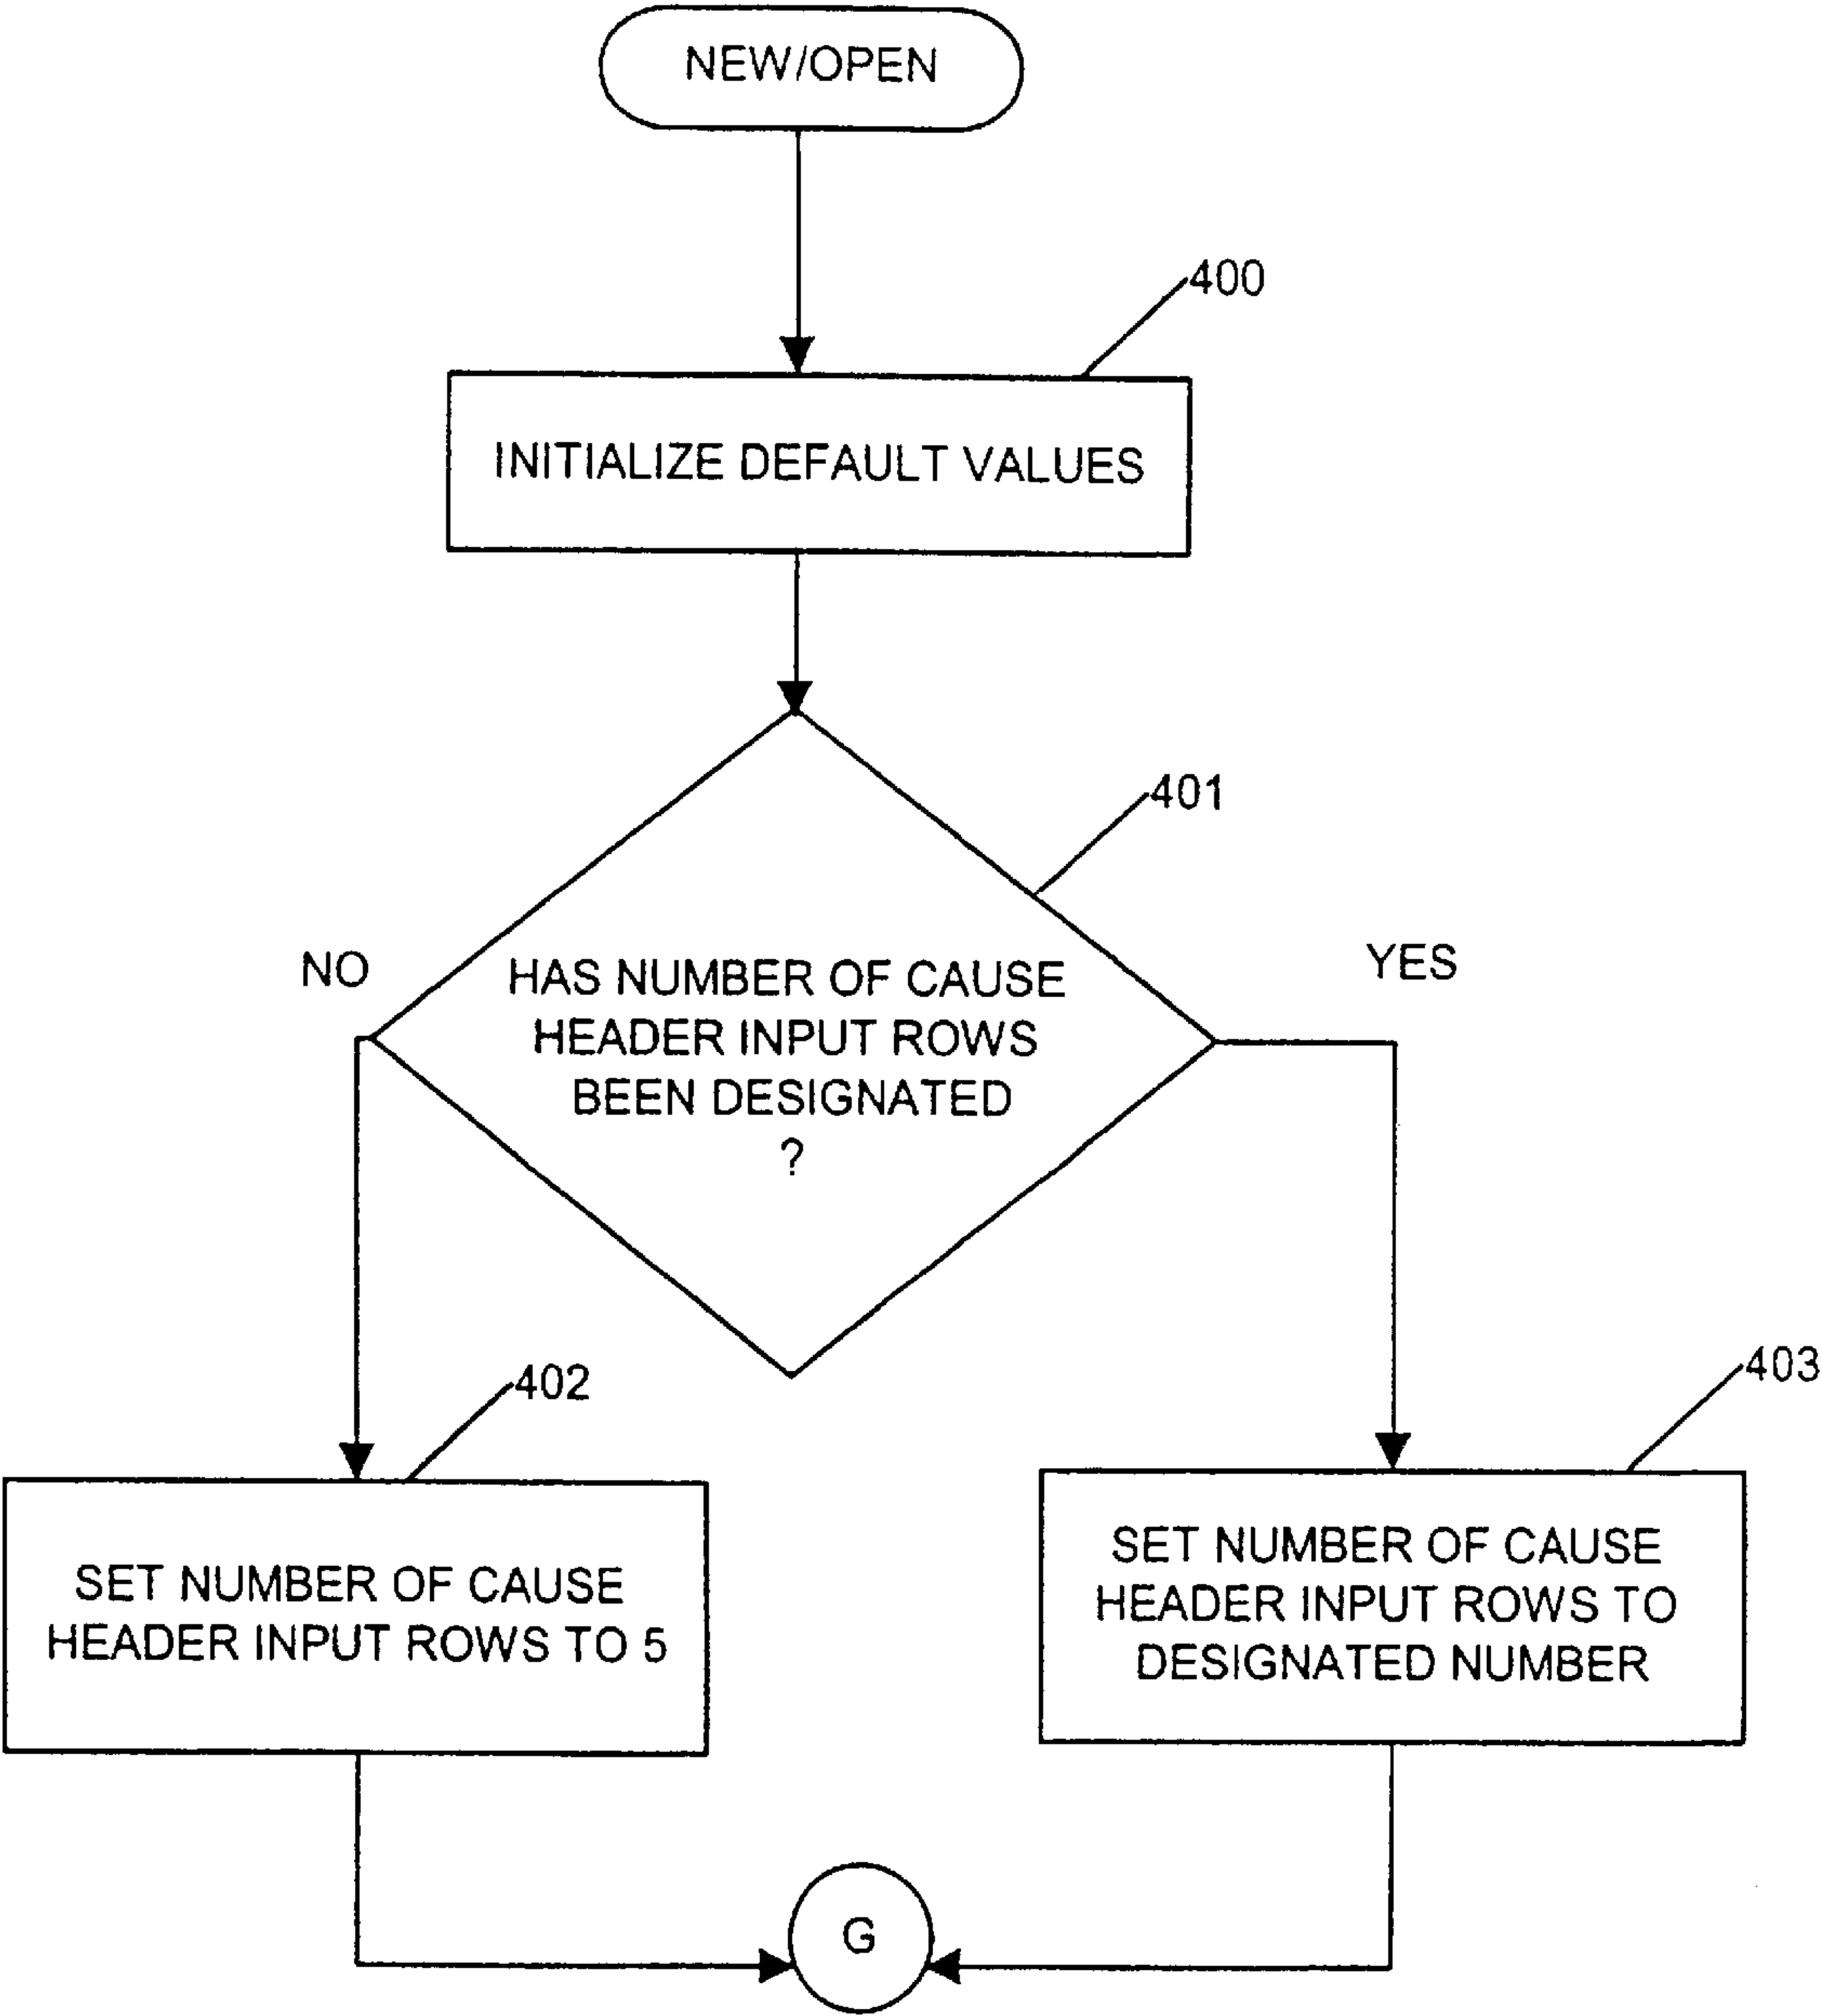 NEW/OPEN
400
INITIALIZE DEFAULT VALUES
401
NO
YES
HAS NUMBER OF CAUSE
HEADER INPUT ROWS
BEEN DESIGNATED
?
402
403
SET NUMBER OF CAUSE
HEADER INPUT ROWS TO 5
SET NUMBER OF CAUSE
HEADER INPUT ROWS TO
DESIGNATED NUMBER
G